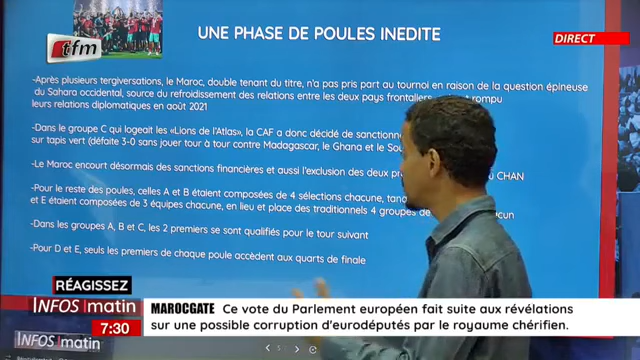 tfm
UNE PHASE DE POULES INEDITE
DIRECT
-Après plusieurs tergiversations, le Maroc, double tenant du titre, n'a pas pris part au tournoi en raison de la question épineuse
du Sahara occidental, source du refroidissement des relations entre les deux pays frontaliers rompu
leurs relations diplomatiques en août 2021
-Dans le groupe C qui logeait les «Lions de l'Atlas», la CAF a donc décidé de
sur tapis vert (défaite 3-0 sans jouer tour à tour contre Madagascar, le Ghana et le
-Le Maroc encourt désormais des sanctions financières et aussi l'exclusion des deux CHAN
-Pour le reste des poules, celles A et B étaient composées de 4 sélections chacune,
et E étaient composées de 3 équipes chacune, en lieu et place des traditionnels 4 groupes
-Dans les groupes A, B et C, les 2 premiers se sont qualifiés pour le tour suivant
-Pour D et E, seuls les premiers de chaque poule accèdent aux quarts de finale
RÉAGISSEZ
INFOS matin
7:30
MAROCGATE Ce vote du Parlement européen fait suite aux révélations
sur une possible corruption d'eurodéputés par le royaume chérifien.
INFOS matin